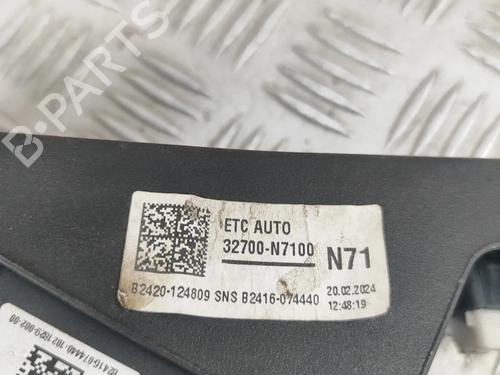 ETC AUTO
32700-N7100
N71
B2420-124809 SNS B2416-074440
20.02.2024
12:48:19
B-PARTS